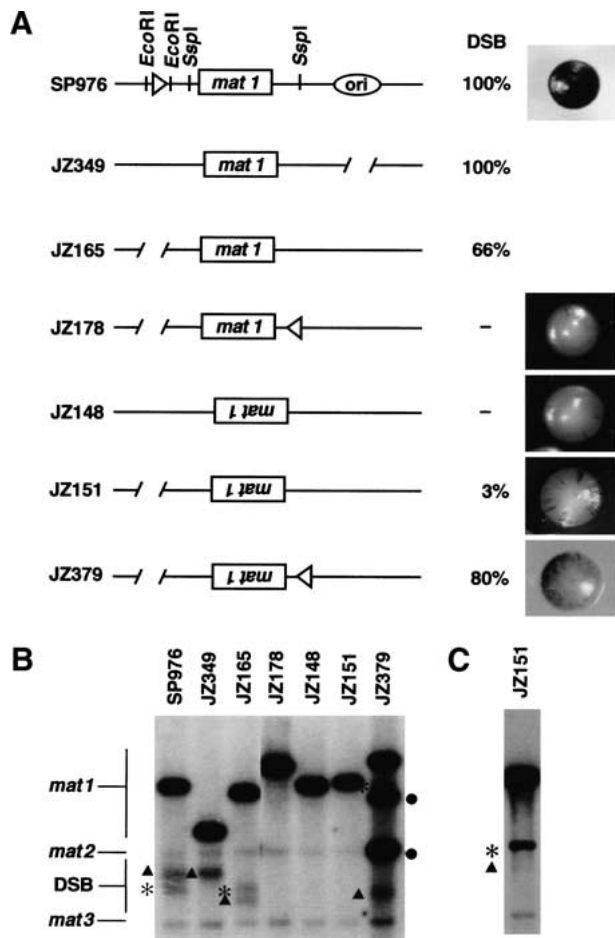 A
EcoRI EcoRI SspI SspI DSB
SP976 mat 1 ori 100%
JZ349 mat 1 100%
JZ165 mat 1 66%
JZ178 mat 1 –
JZ148 mat 1 –
JZ151 mat 1 3%
JZ379 mat 1 80%
B C
SP976 JZ349 JZ165 JZ178 JZ148 JZ151 JZ379 JZ151
mat1
mat2
DSB
mat3